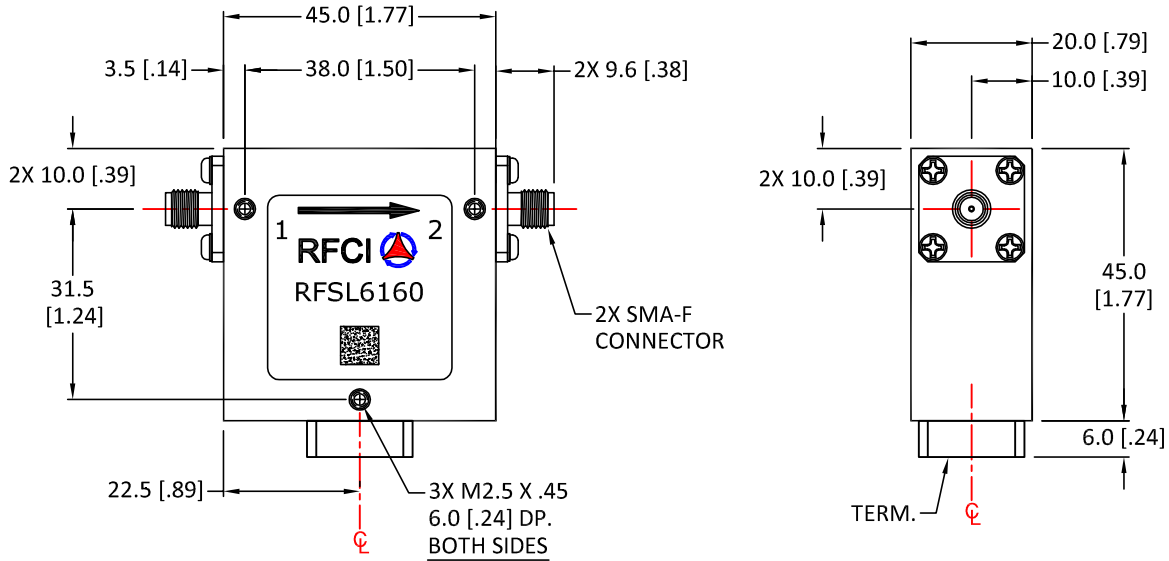 45.0 [1.77]
3.5 [.14]
38.0 [1.50]
2X 9.6 [.38]
2X 10.0 [.39]
31.5
[1.24]
1
2
RFCI
RFSL6160
2X SMA-F
CONNECTOR
22.5 [.89]
3X M2.5 X .45
6.0 [.24] DP.
BOTH SIDES
℄
20.0 [.79]
10.0 [.39]
2X 10.0 [.39]
45.0
[1.77]
6.0 [.24]
TERM.
℄